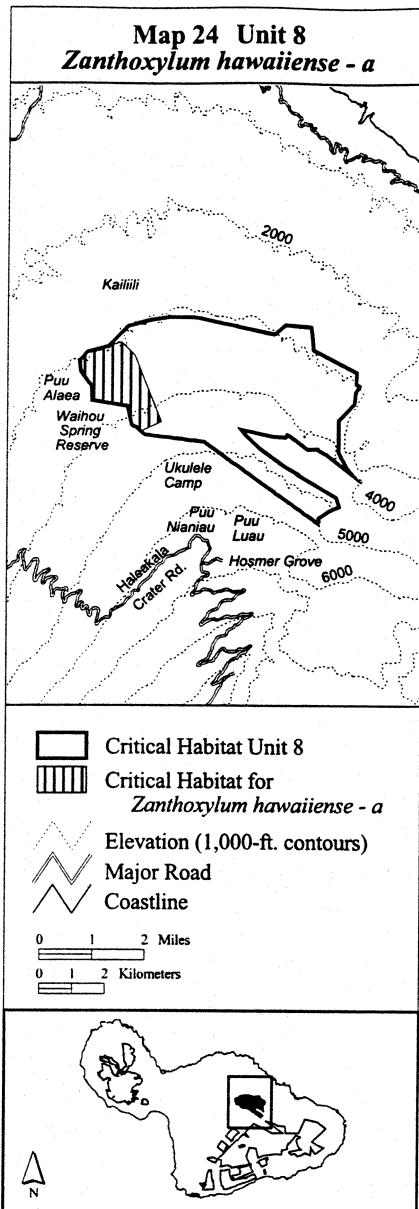 Map 24 Unit 8
Zanthoxylum hawaiiense - a
2000
Kailiili
Puu
Alaea
Waihou
Spring
Reserve
Ukulele
Camp
4000
Puu
Nianiau
Puu
Luau
5000
Haleakala
Crater Rd.
Hosmer Grove
6000
Critical Habitat Unit 8
Critical Habitat for
Zanthoxylum hawaiiense - a
Elevation (1,000-ft. contours)
Major Road
Coastline
0 1 2 Miles
0 1 2 Kilometers
N